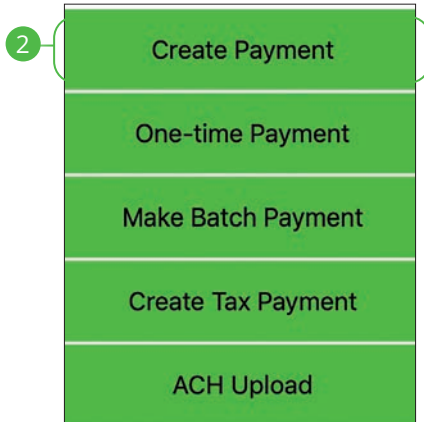 2
Create Payment
One-time Payment
Make Batch Payment
Create Tax Payment
ACH Upload